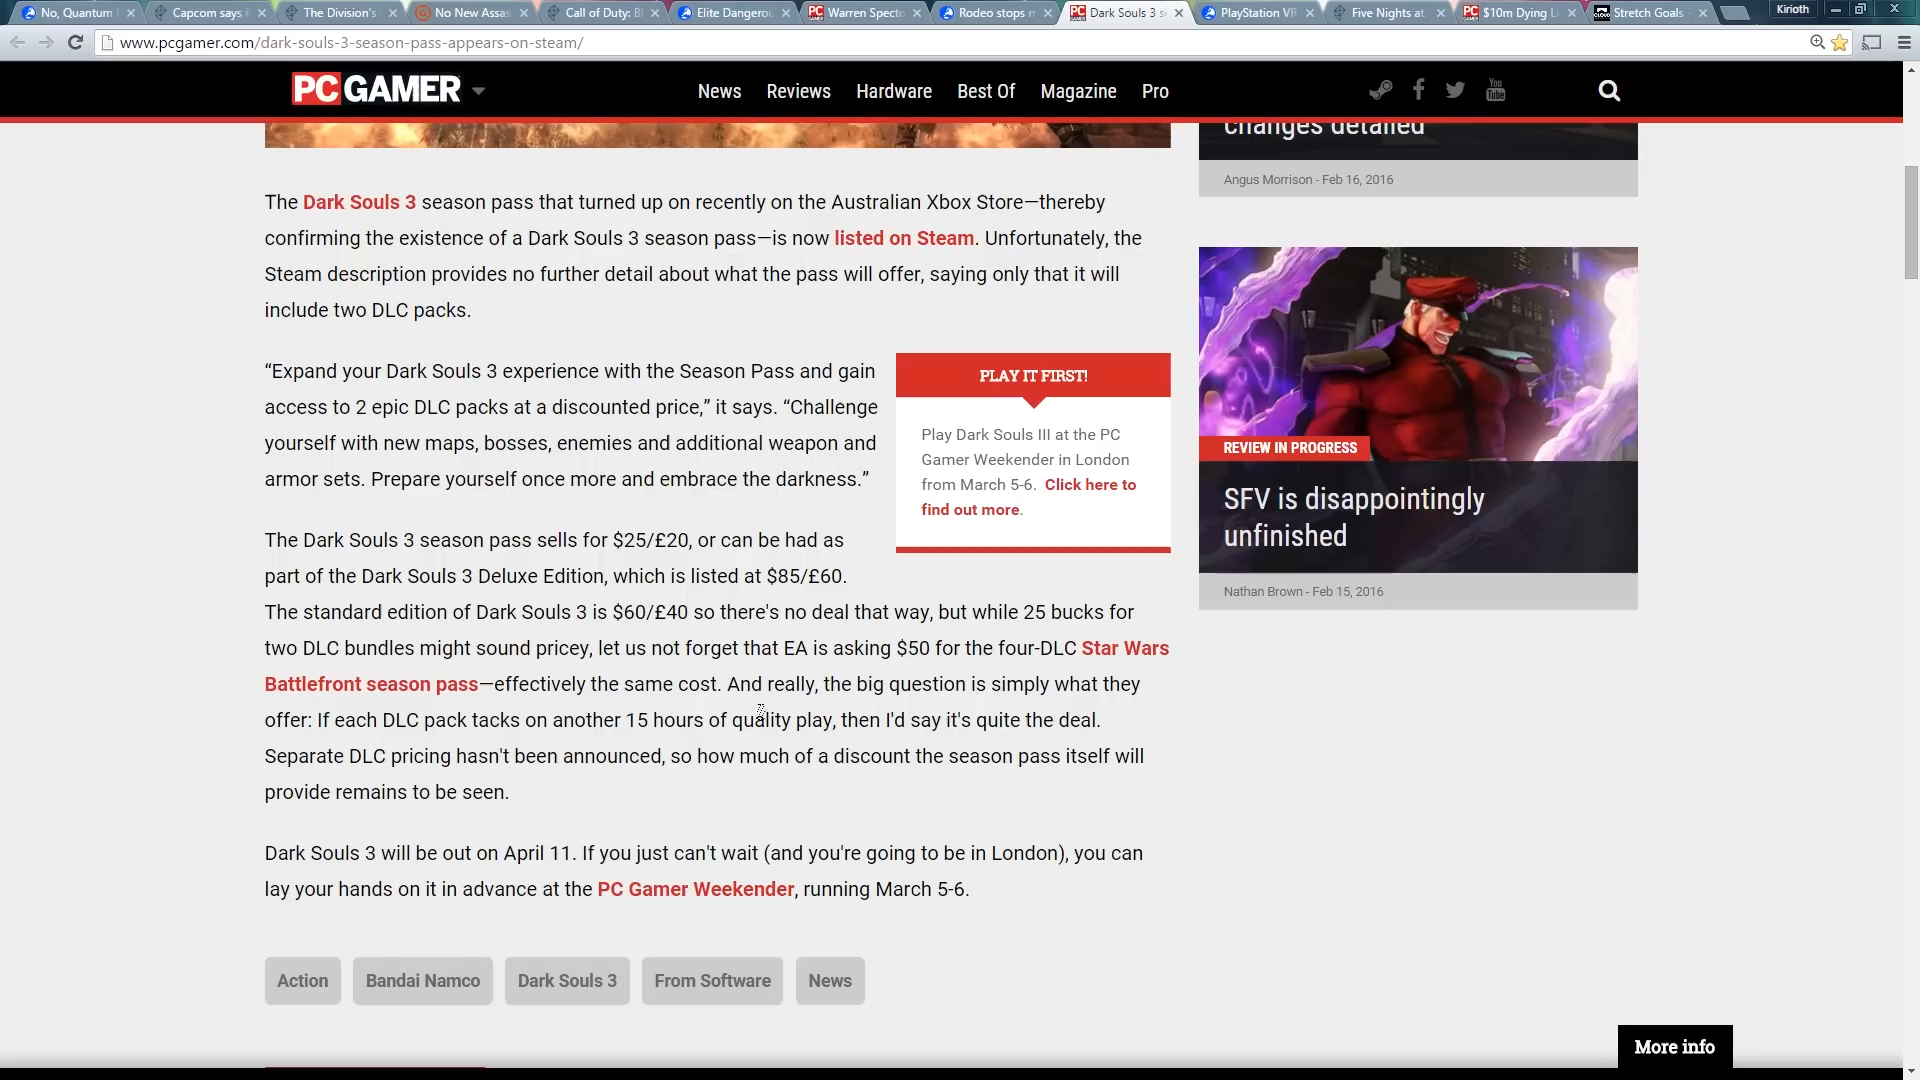 No, Quantum
Capcom says i
The Division's
No New Assas
Call of Duty: Bl
Elite Dangerou
Warren Specto
Rodeo stops m
Dark Souls 3 s
PlayStation VR
Five Nights at
$10m Dying L
Stretch Goals
Kirioth
www.pcgamer.com/dark-souls-3-season-pass-appears-on-steam/
PC GAMER
News
Reviews
Hardware
Best Of
Magazine
Pro
You Tube
changes detailed
Angus Morrison - Feb 16, 2016
The Dark Souls 3 season pass that turned up on recently on the Australian Xbox Store—thereby
confirming the existence of a Dark Souls 3 season pass—is now listed on Steam. Unfortunately, the
Steam description provides no further detail about what the pass will offer, saying only that it will
include two DLC packs.
“Expand your Dark Souls 3 experience with the Season Pass and gain
access to 2 epic DLC packs at a discounted price,” it says. “Challenge
yourself with new maps, bosses, enemies and additional weapon and
armor sets. Prepare yourself once more and embrace the darkness.”
PLAY IT FIRST!
Play Dark Souls III at the PC
Gamer Weekender in London
from March 5-6. Click here to
find out more.
The Dark Souls 3 season pass sells for $25/£20, or can be had as
part of the Dark Souls 3 Deluxe Edition, which is listed at $85/£60.
The standard edition of Dark Souls 3 is $60/£40 so there's no deal that way, but while 25 bucks for
two DLC bundles might sound pricey, let us not forget that EA is asking $50 for the four-DLC Star Wars
Battlefront season pass—effectively the same cost. And really, the big question is simply what they
offer: If each DLC pack tacks on another 15 hours of quality play, then I'd say it's quite the deal.
Separate DLC pricing hasn't been announced, so how much of a discount the season pass itself will
provide remains to be seen.
Dark Souls 3 will be out on April 11. If you just can't wait (and you're going to be in London), you can
lay your hands on it in advance at the PC Gamer Weekender, running March 5-6.
REVIEW IN PROGRESS
SFV is disappointingly
unfinished
Nathan Brown - Feb 15, 2016
Action
Bandai Namco
Dark Souls 3
From Software
News
More info